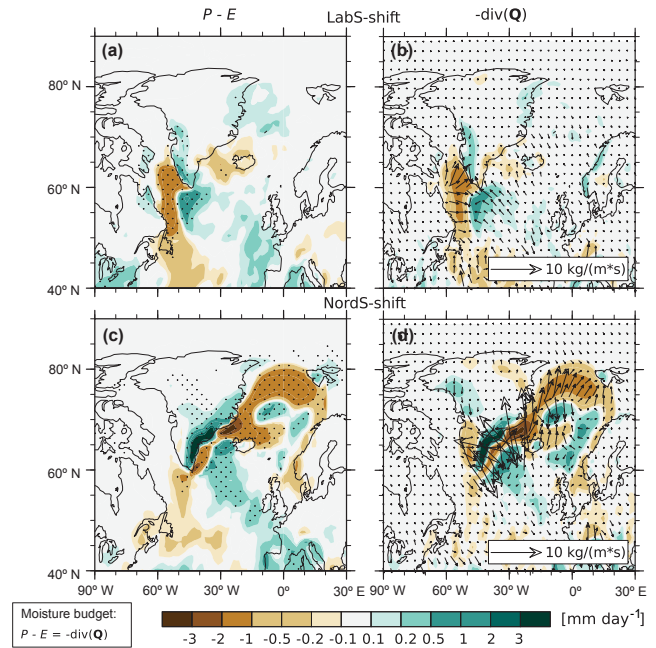 P - E
LabS-shift
-div(Q)
(a)
(b)
80° N
60° N
40° N
10 kg/(m*s)
NordS-shift
(c)
(d)
80° N
60° N
40° N
10 kg/(m*s)
90° W 60° W 30° W 0° 30° E
90° W 60° W 30° W 0° 30° E
Moisture budget:
P - E = -div(Q)
-3 -2 -1 -0.5 -0.2 -0.1 0.1 0.2 0.5 1 2 3
[mm day⁻¹]